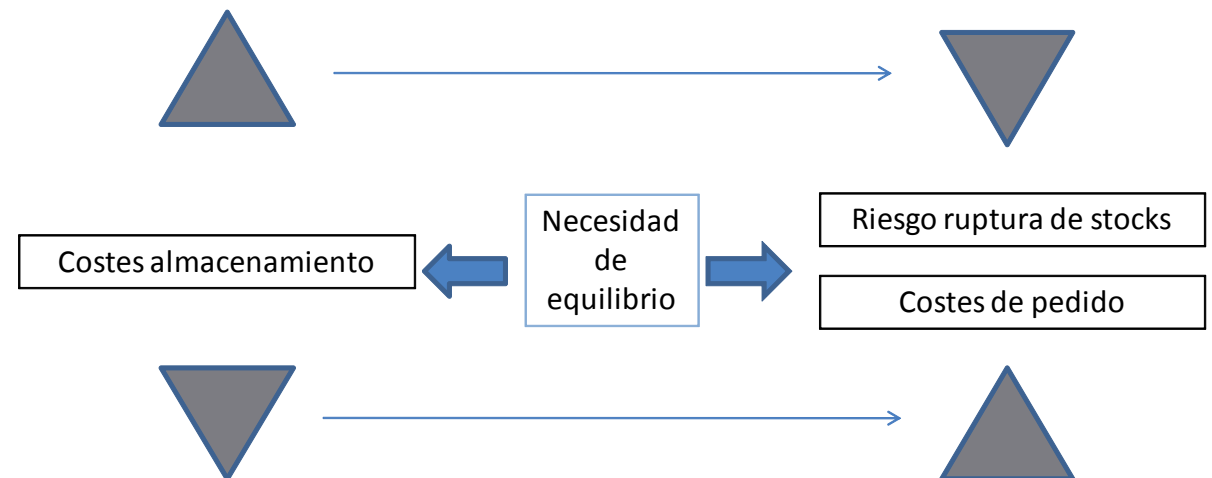 Costes almacenamiento
Necesidad
de
equilibrio
Riesgo ruptura de stocks
Costes de pedido